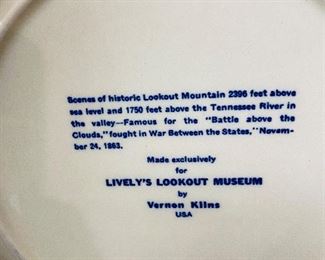 Scenes of historic Lookout Mountain 2396 feet above
sea level and 1750 feet above the Tennessee River in
the valley—Famous for the "Battle above the
Clouds," fought in War Between the States," Novem-
ber 24, 1863.
Made exclusively
for
LIVELY'S LOOKOUT MUSEUM
by
Vernon Kilns
USA